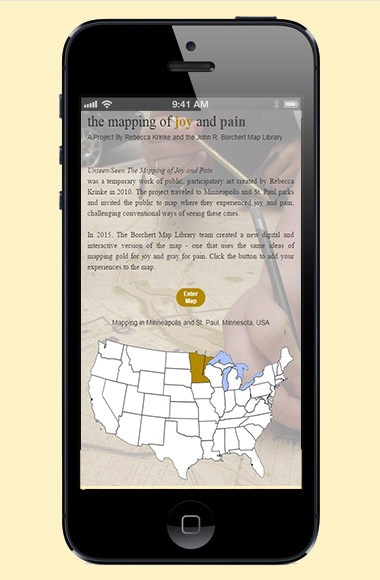 9:41 AM
the mapping of joy and pain
A Project By Rebecca Krinke and the John R. Borchert Map Library
Unseen/Seen:The Mapping of Joy and Pain
was a temporary work of public, participatory art created by Rebecca
Krinke in 2010. The project traveled to Minneapolis and St. Paul parks
and invited the public to map where they experienced joy and pain,
challenging conventional ways of seeing these cities.
In 2015, The Borchert Map Library team created a new digital and
interactive version of the map - one that uses the same ideas of
mapping gold for joy and gray for pain. Click the button to add your
experiences to the map.
Enter
Map
Mapping in Minneapolis and St. Paul, Minnesota, USA